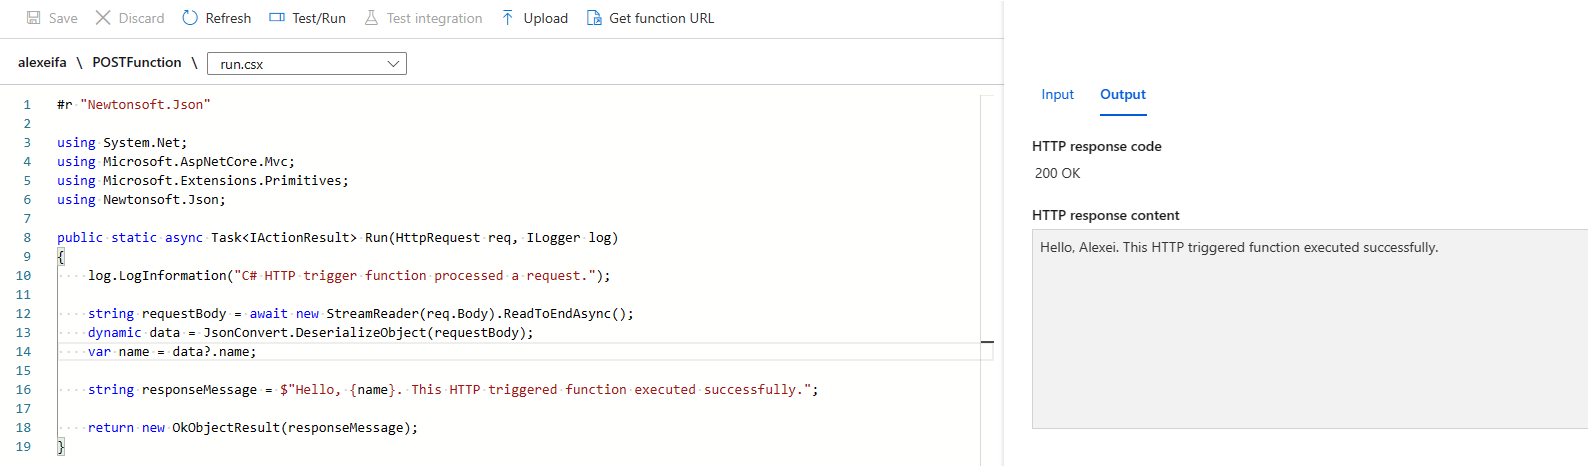 Save Discard Refresh Test/Run Test integration Upload Get function URL
alexeifa \ POSTFunction \ run.csx
1 #r "Newtonsoft.Json"
2
3 using System.Net;
4 using Microsoft.AspNetCore.Mvc;
5 using Microsoft.Extensions.Primitives;
6 using Newtonsoft.Json;
7
8 public static async Task<IActionResult> Run(HttpRequest req, ILogger log)
9 {
10 log.LogInformation("C# HTTP trigger function processed a request.");
11
12 string requestBody = await new StreamReader(req.Body).ReadToEndAsync();
13 dynamic data = JsonConvert.DeserializeObject(requestBody);
14 var name = data?.name;
15
16 string responseMessage = $"Hello, {name}. This HTTP triggered function executed successfully.";
17
18 return new OkObjectResult(responseMessage);
19 }
Input Output
HTTP response code
200 OK
HTTP response content
Hello, Alexei. This HTTP triggered function executed successfully.